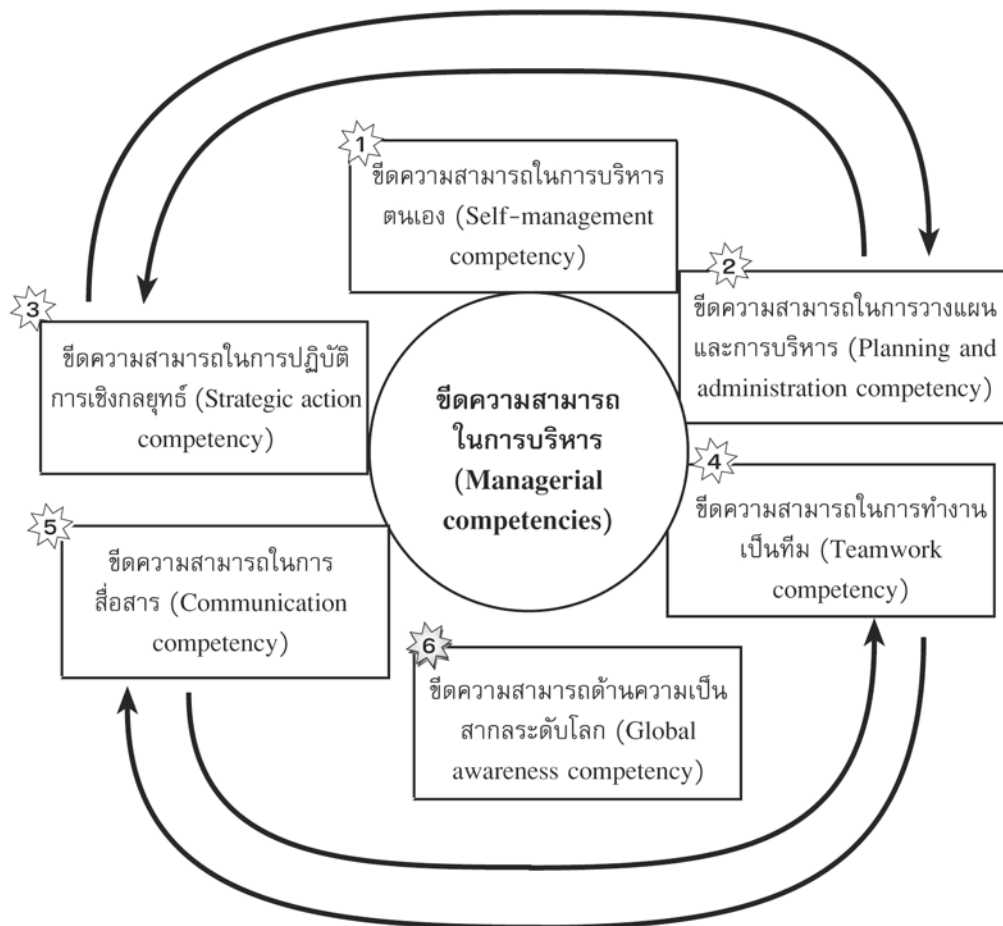 1
ขีดความสามารถในการบริหาร
ตนเอง (Self-management
competency)
2
ขีดความสามารถในการวางแผน
และการบริหาร (Planning and
administration competency)
3
ขีดความสามารถในการปฏิบัติ
การเชิงกลยุทธ์ (Strategic action
competency)
ขีดความสามารถ
ในการบริหาร
(Managerial
competencies)
4
ขีดความสามารถในการทำงาน
เป็นทีม (Teamwork
competency)
5
ขีดความสามารถในการ
สื่อสาร (Communication
competency)
6
ขีดความสามารถด้านความเป็น
สากลระดับโลก (Global
awareness competency)